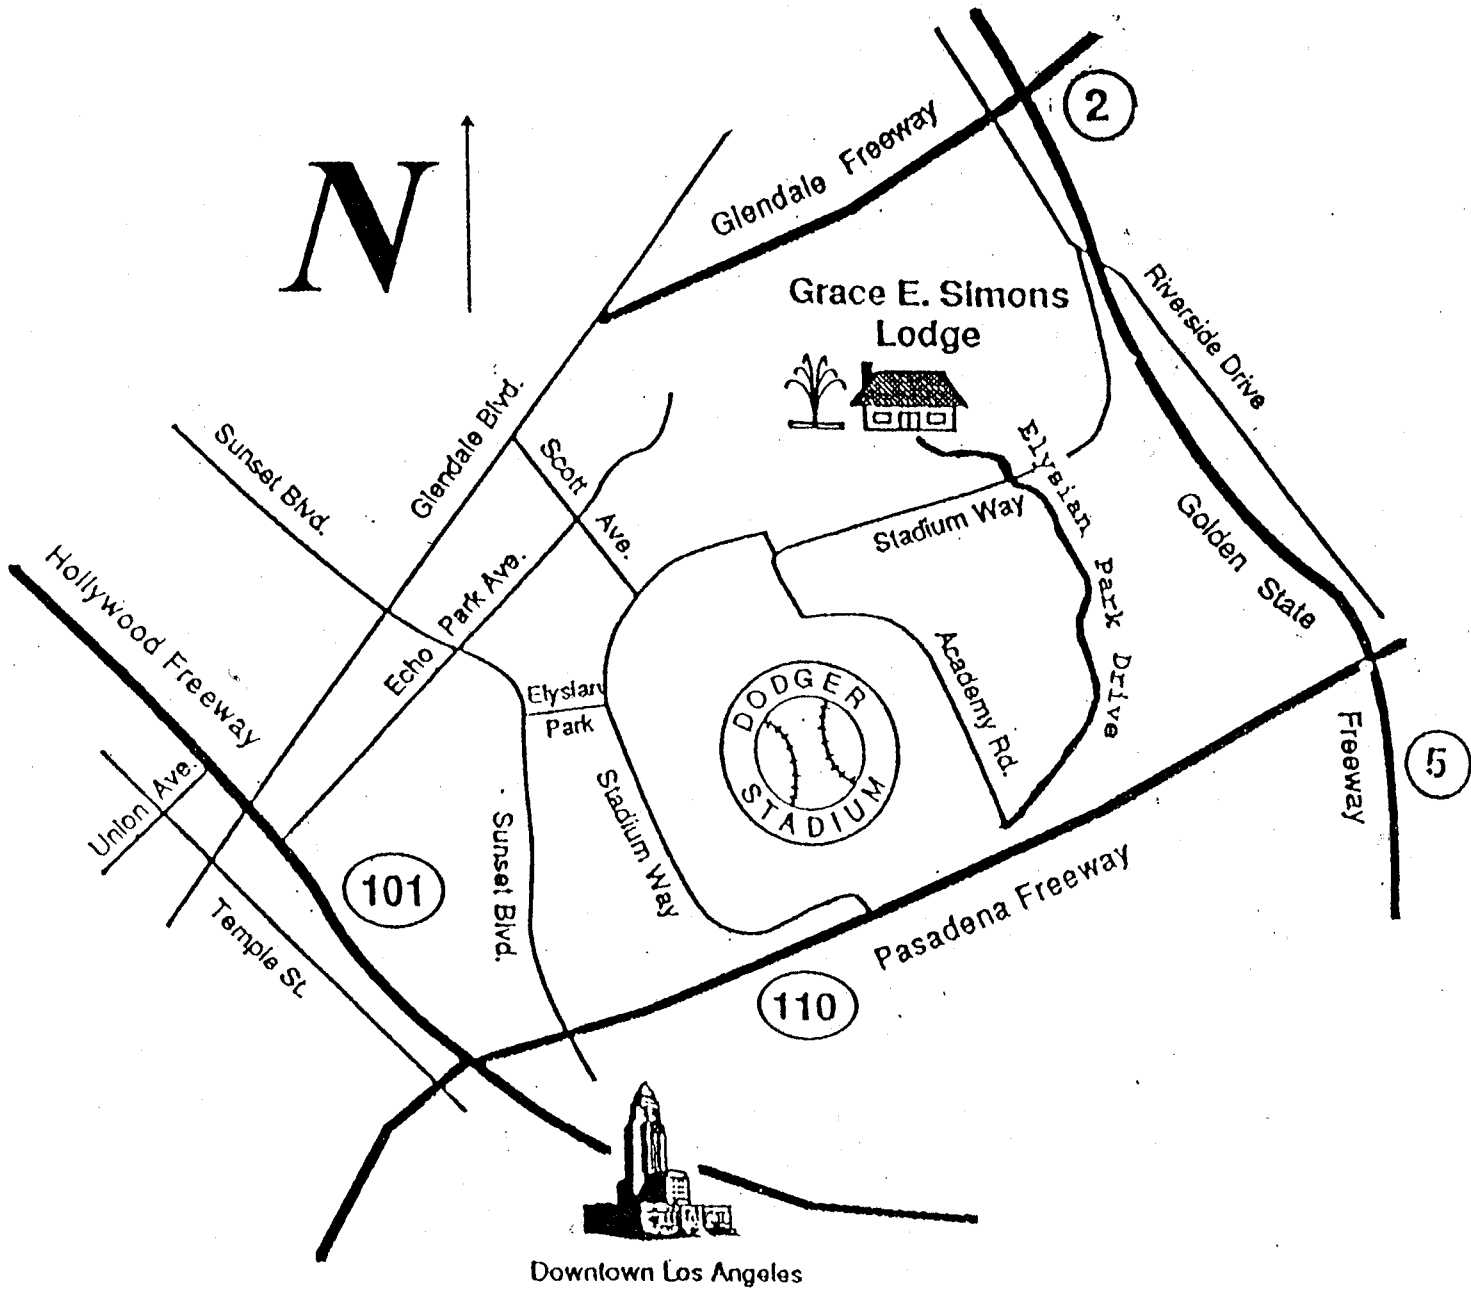 2
Glendale Freeway
N
Grace E. Simons
Lodge
Riverside Drive
Glendale Blvd.
Sunset Blvd.
Scott Ave.
Elysian Park Drive
Stadium Way
Golden State Freeway
Hollywood Freeway
Echo Park Ave.
Academy Rd.
Elysian
Park
DODGER
STADIUM
5
Union Ave.
Stadium Way
Sunset Blvd.
101
Temple St.
Pasadena Freeway
110
Downtown Los Angeles